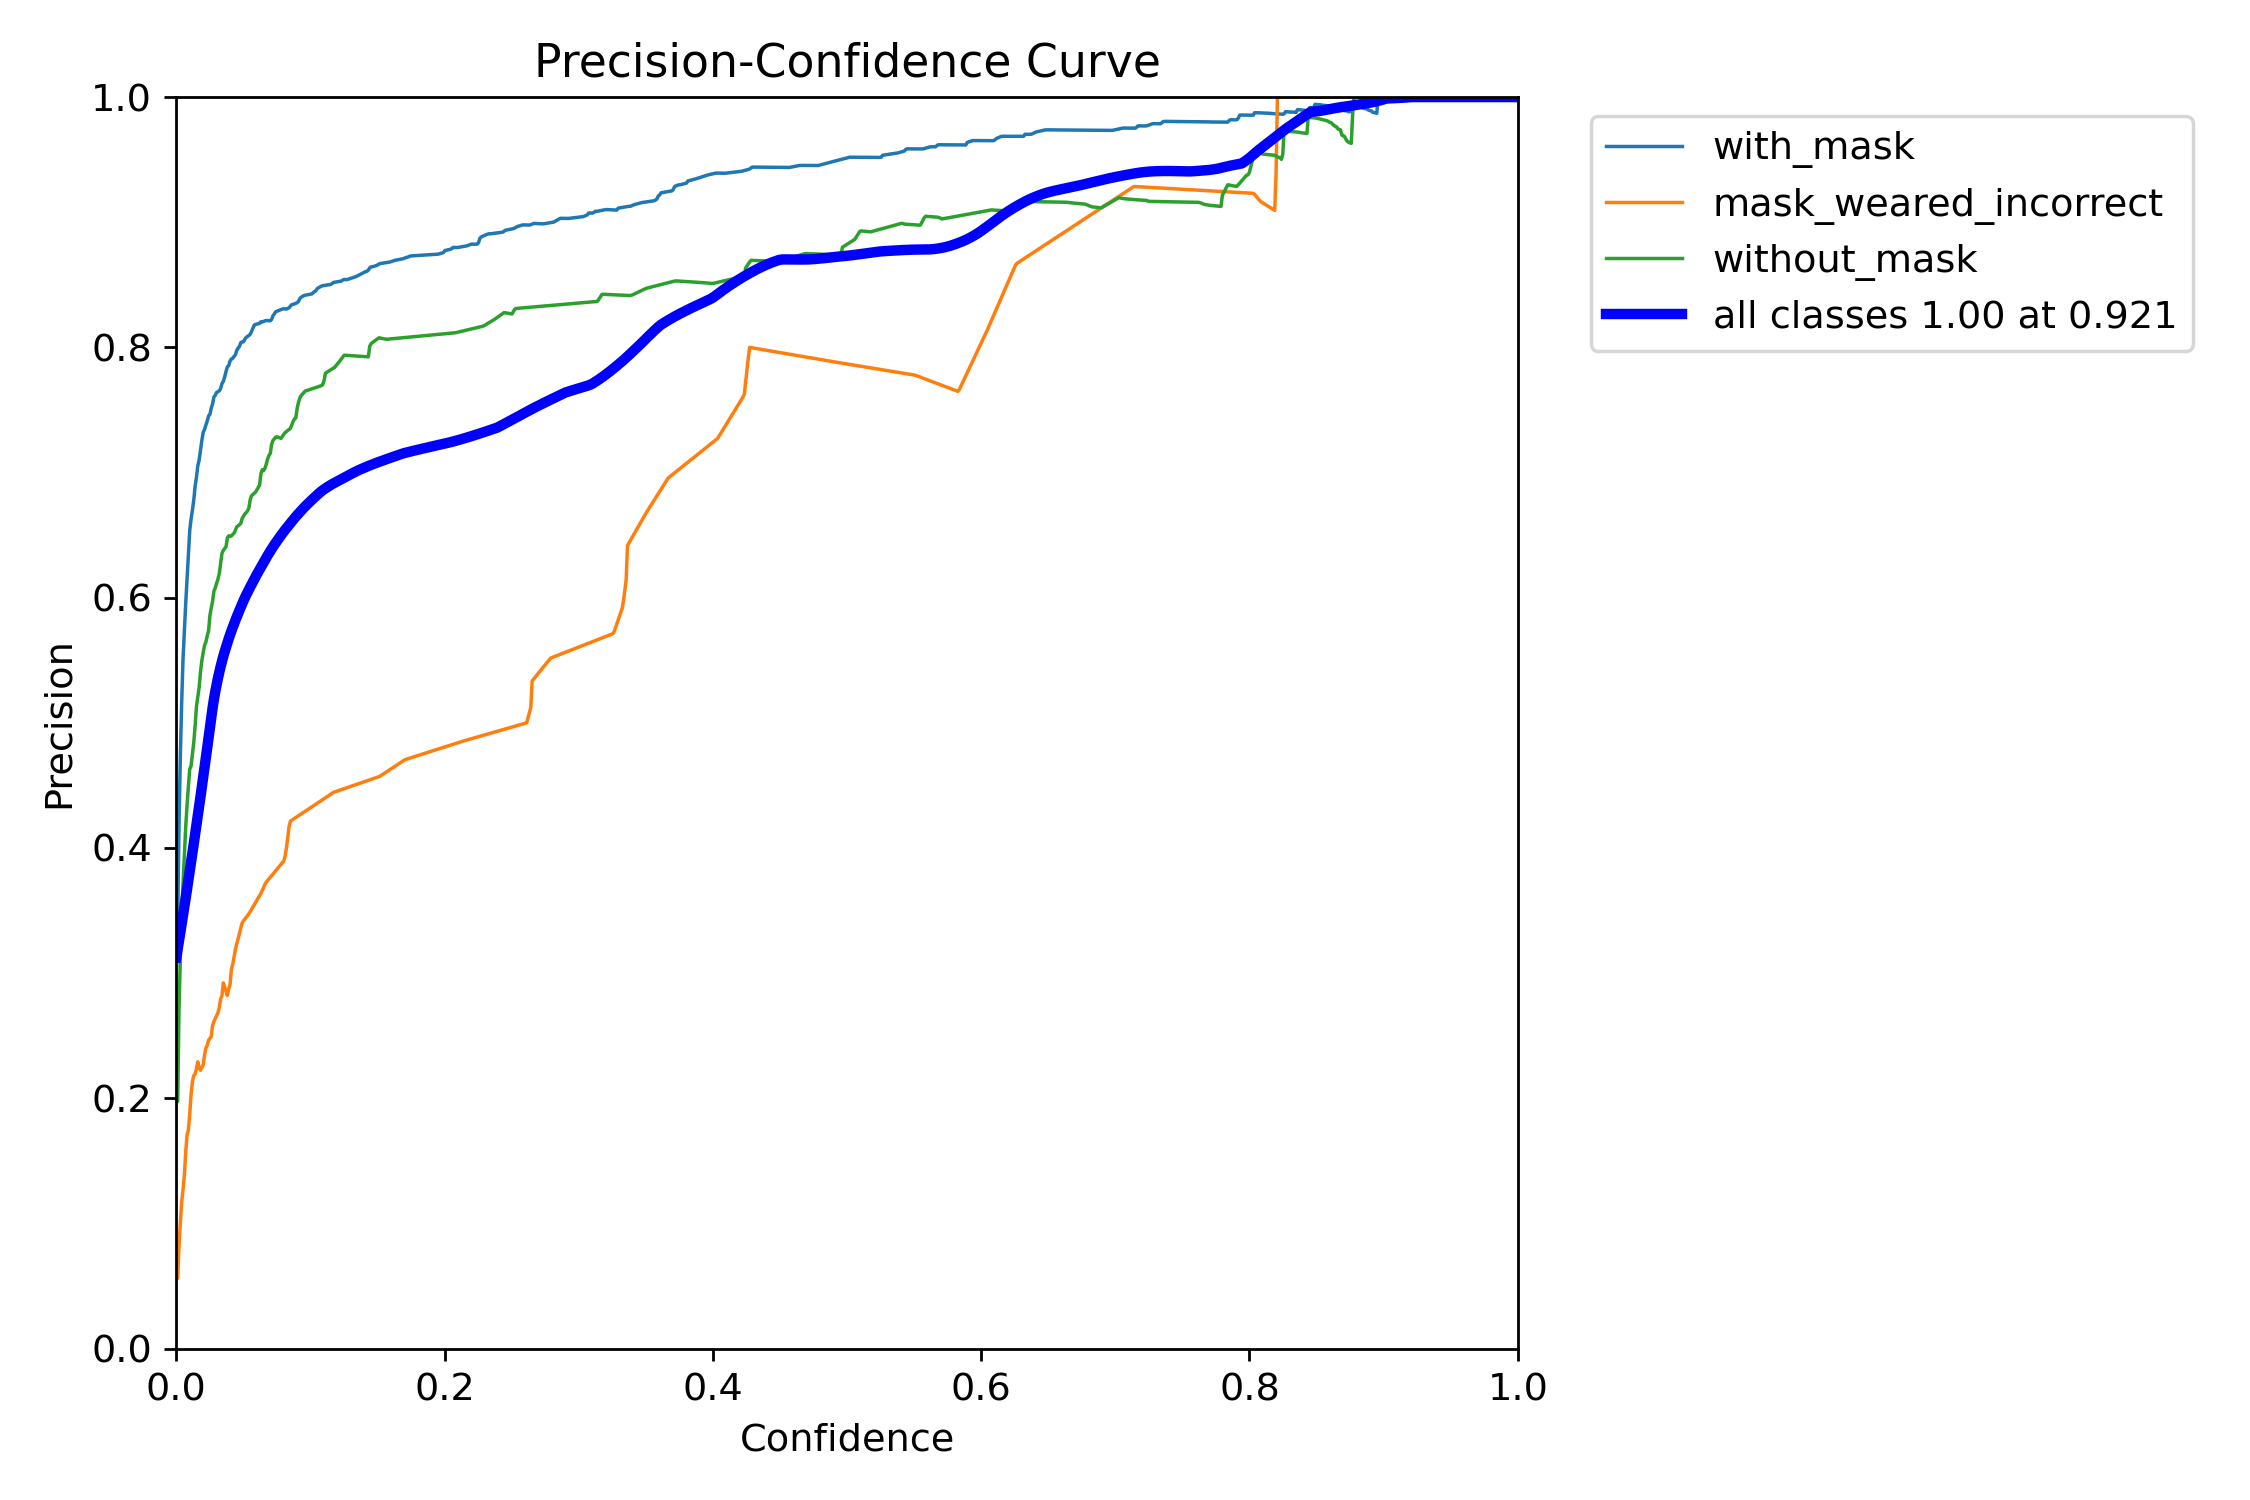 Precision-Confidence Curve
1.0
0.8
0.6
0.4
0.2
0.0
Precision
0.0 0.2 0.4 0.6 0.8 1.0
Confidence
with_mask
mask_weared_incorrect
without_mask
all classes 1.00 at 0.921